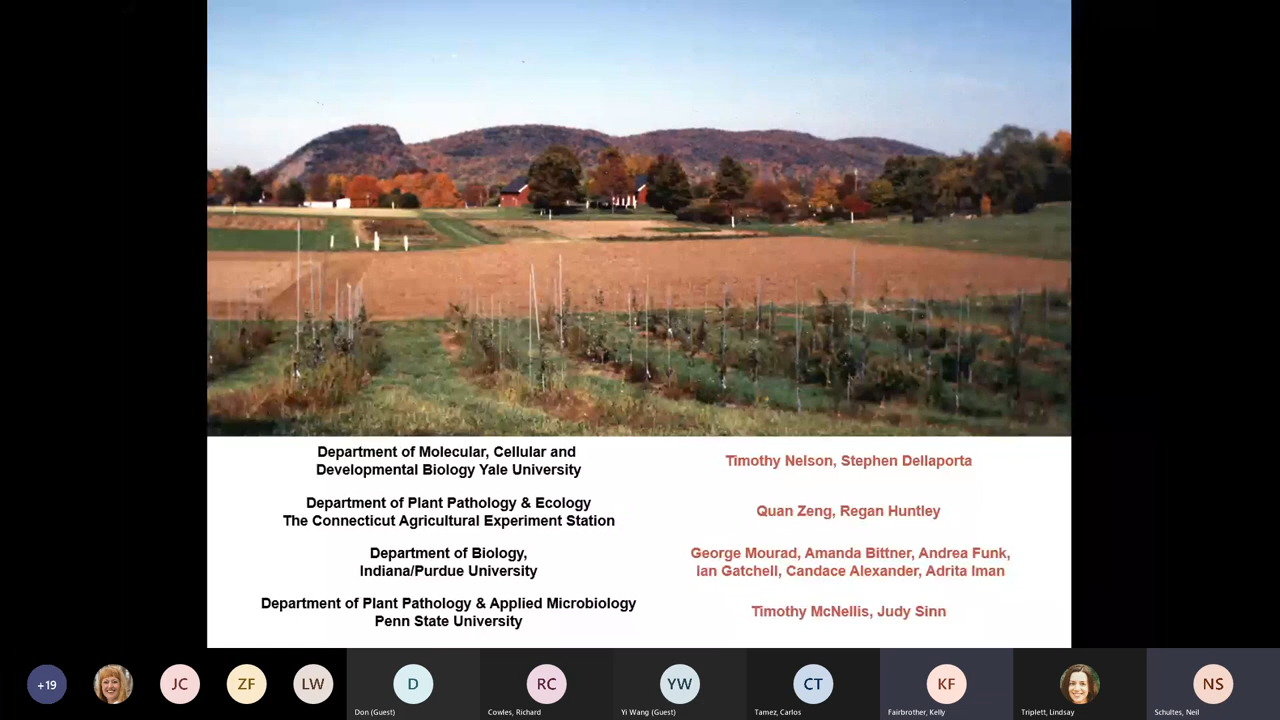 Department of Molecular, Cellular and
Developmental Biology Yale University
Timothy Nelson, Stephen Dellaporta
Department of Plant Pathology & Ecology
The Connecticut Agricultural Experiment Station
Quan Zeng, Regan Huntley
Department of Biology,
Indiana/Purdue University
George Mourad, Amanda Bittner, Andrea Funk,
Ian Gatchell, Candace Alexander, Adrita Iman
Department of Plant Pathology & Applied Microbiology
Penn State University
Timothy McNellis, Judy Sinn
+19
JC
ZF
LW
D
Don (Guest)
RC
Cowles, Richard
YW
Yi Wang (Guest)
CT
Tamez, Carlos
KF
Fairbrother, Kelly
Triplett, Lindsay
NS
Schultes, Neil